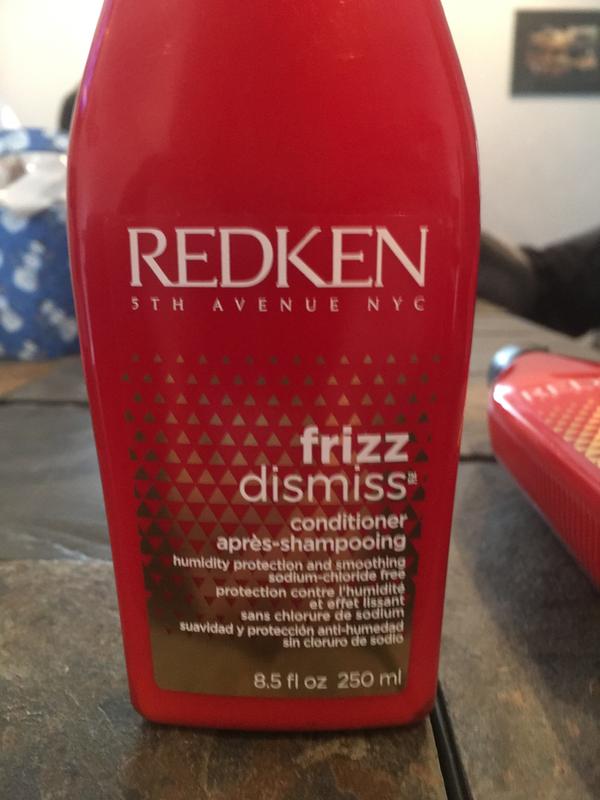 REDKEN
5TH AVENUE NYC
frizz
dismiss
conditioner
après-shampooing
humidity protection and smoothing
sodium-chloride free
protection contre l'humidité
et effet lissant
sans chlorure de sodium
suavidad y protección anti-humedad
sin cloruro de sodio
8.5 fl oz 250 ml